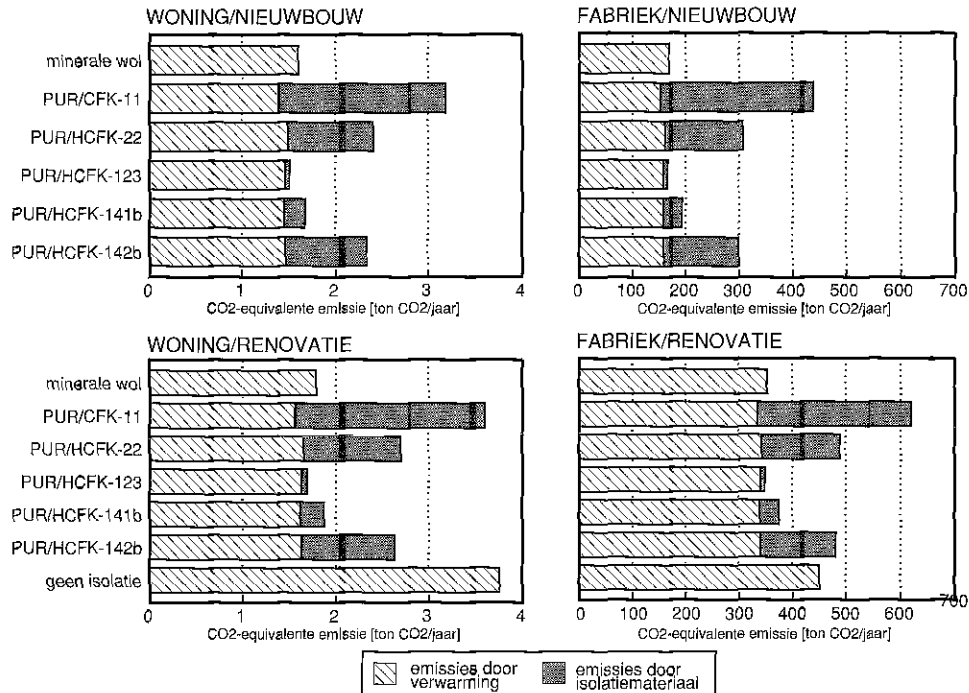 WONING/NIEUWBOUW
minerale wol
PUR/CFK-11
PUR/HCFK-22
PUR/HCFK-123
PUR/HCFK-141b
PUR/HCFK-142b
0 1 2 3 4
CO2-equivalente emissie [ton CO2/jaar]
FABRIEK/NIEUWBOUW
0 100 200 300 400 500 600 700
CO2-equivalente emissie [ton CO2/jaar]
WONING/RENOVATIE
minerale wol
PUR/CFK-11
PUR/HCFK-22
PUR/HCFK-123
PUR/HCFK-141b
PUR/HCFK-142b
geen isolatie
0 1 2 3 4
CO2-equivalente emissie [ton CO2/jaar]
FABRIEK/RENOVATIE
0 100 200 300 400 500 600 700
CO2-equivalente emissie [ton CO2/jaar]
emissies door
verwarming
emissies door
isolatiemateriaal